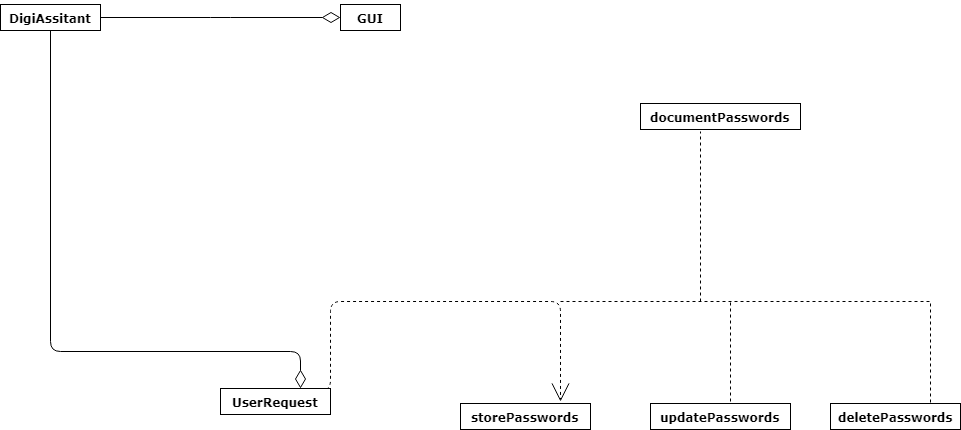 DigiAssitant
GUI
documentPasswords
UserRequest
storePasswords
updatePasswords
deletePasswords